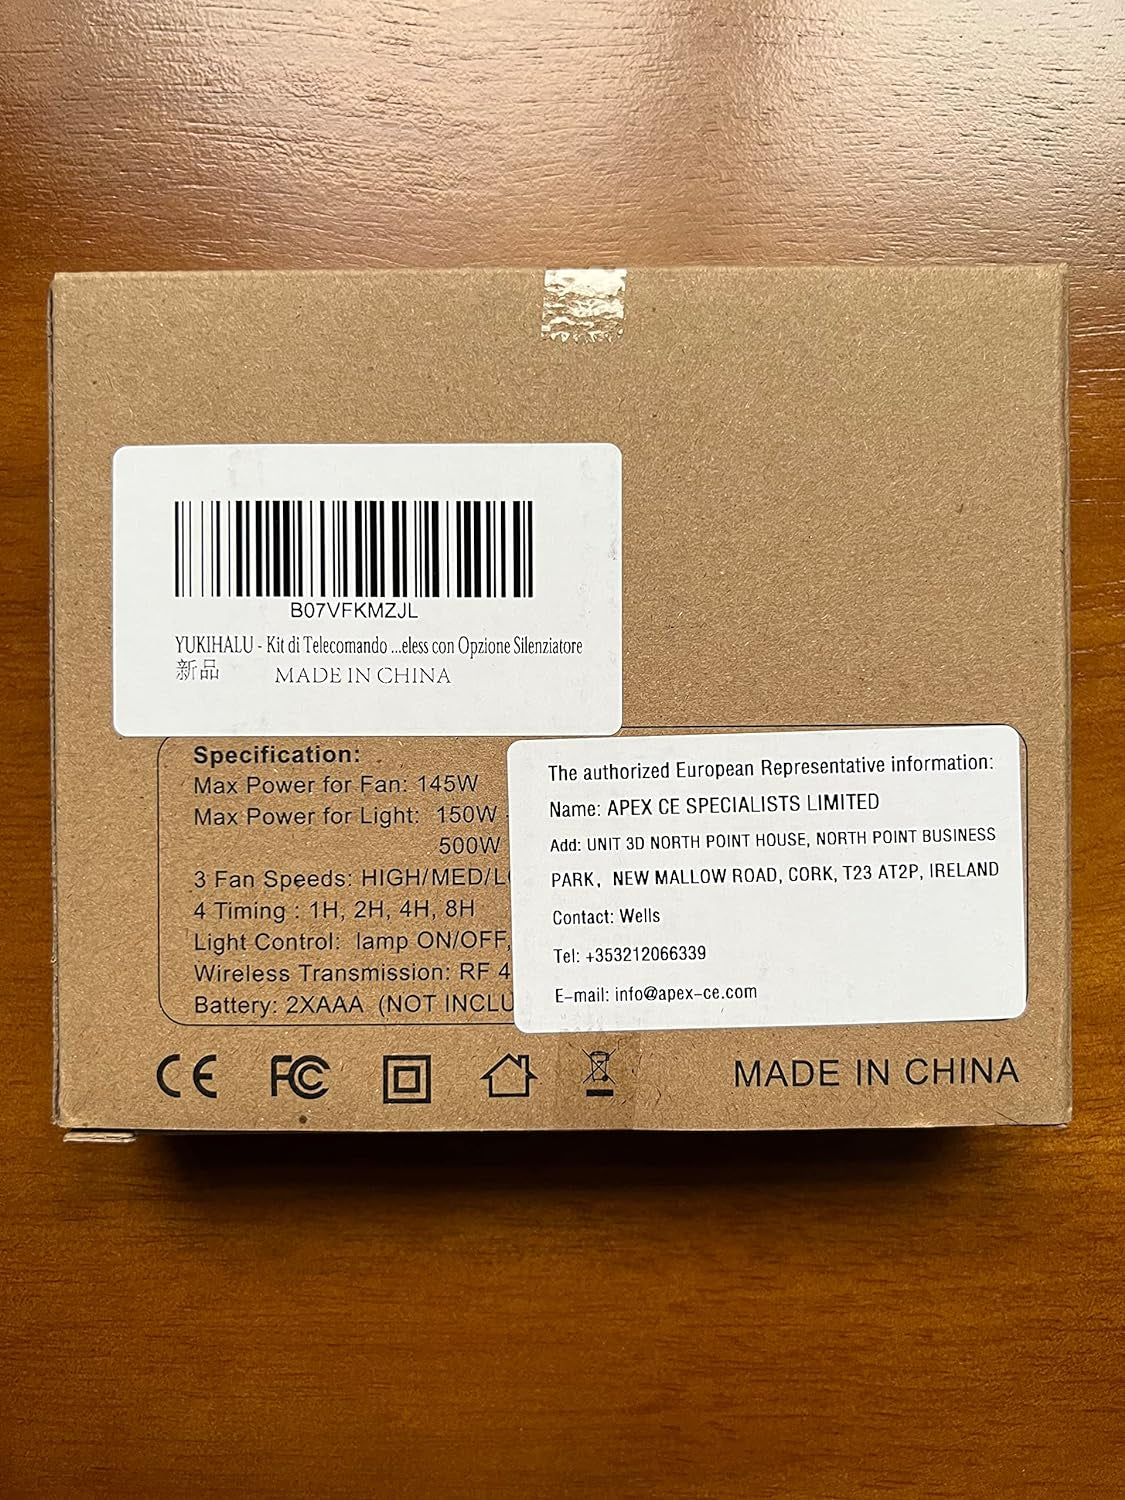 B07VFKMZJL
YUKIHALU - Kit di Telecomando ...eless con Opzione Silenziatore
新品 MADE IN CHINA
Specification:
Max Power for Fan: 145W
Max Power for Light: 150W
500W
3 Fan Speeds: HIGH/MED/
4 Timing : 1H, 2H, 4H, 8H
Light Control: lamp ON/OFF,
Wireless Transmission: RF 4
Battery: 2XAAA (NOT
The authorized European Representative information:
Name: APEX CE SPECIALISTS LIMITED
Add: UNIT 3D NORTH POINT HOUSE, NORTH POINT BUSINESS
PARK, NEW MALLOW ROAD, CORK, T23 AT2P, IRELAND
Contact: Wells
Tel: +353212066339
E-mail: info@apex-ce.com
CE FC MADE IN CHINA